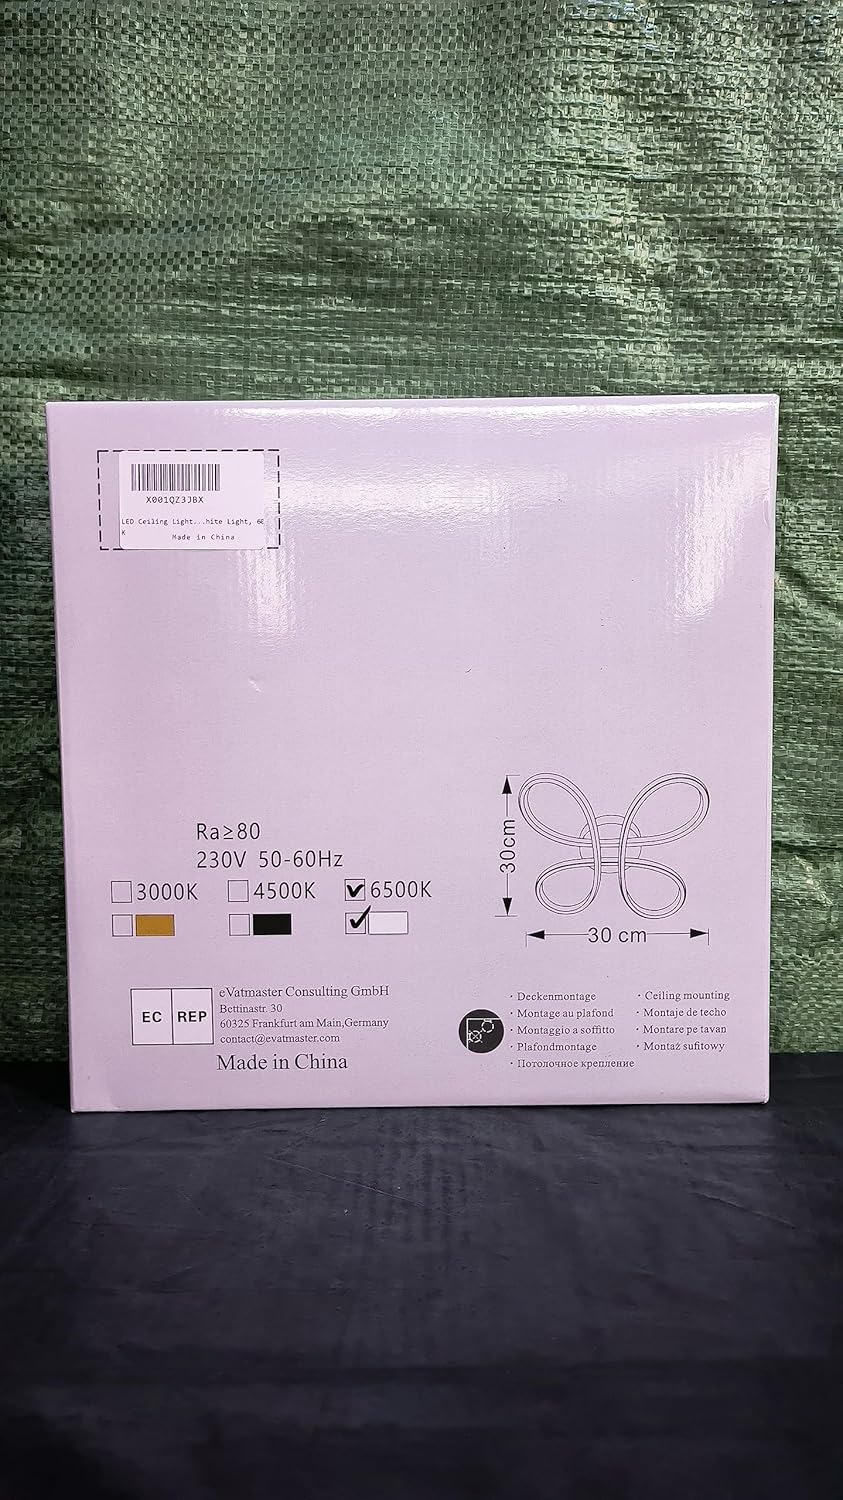 X001QZ3JBX
LED Ceiling Light...hite Light, 6
K
Made in China
Ra≥80
230V 50-60Hz
3000K 4500K 6500K
30cm
30 cm
EC REP
eVatmaster Consulting GmbH
Bettinastr. 30
60325 Frankfurt am Main,Germany
contact@evatmaster.com
Made in China
· Deckenmontage
· Montage au plafond
· Montaggio a soffitto
· Plafondmontage
· Потолочное крепление
· Ceiling mounting
· Montaje de techo
· Montare pe tavan
· Montaż sufitowy